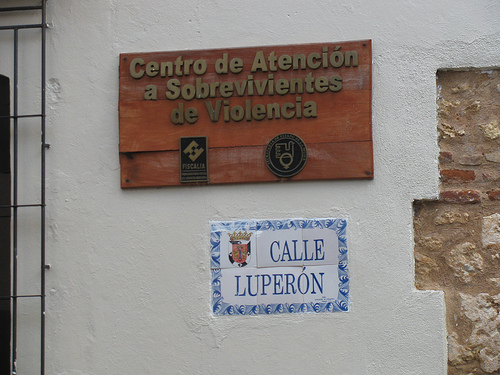 Centro de Atención
a Sobrevivientes
de Violencia
FISCALIA
CALLE
LUPERÓN